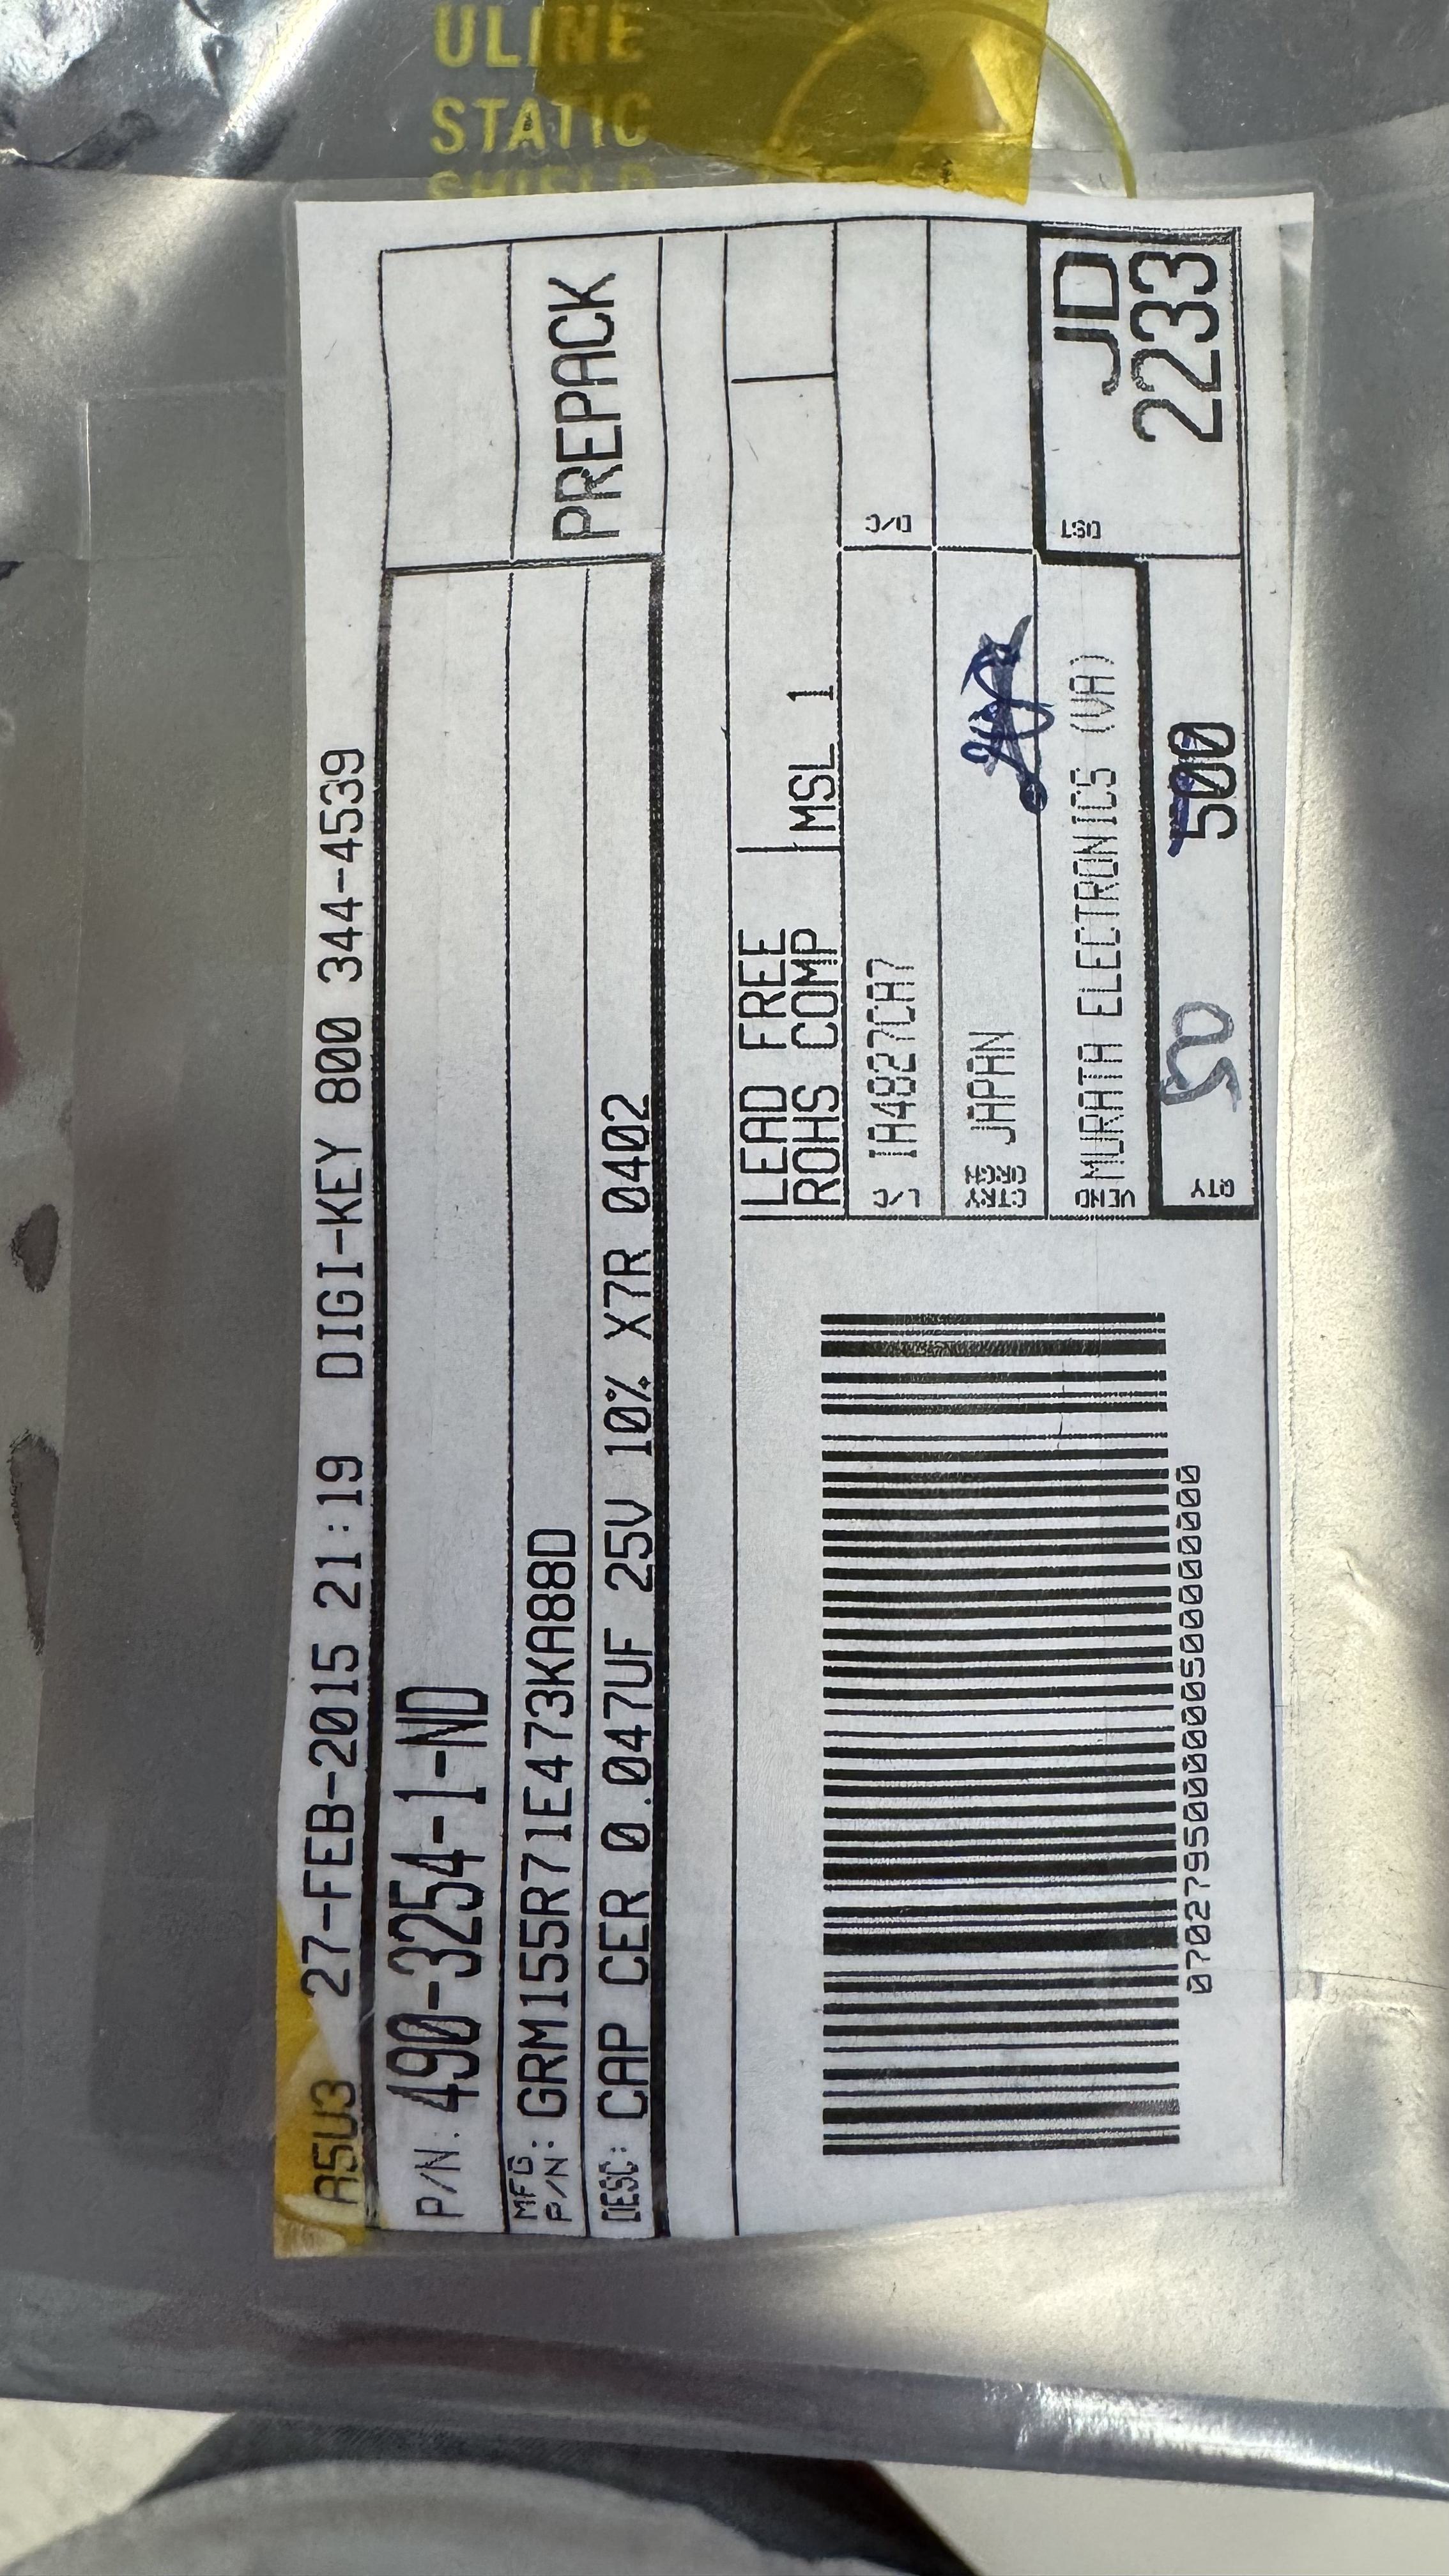 ULINE
STATIC
SHIELD
A5U3 27-FEB-2015 21:19 DIGI-KEY 800 344-4539
P/N: 490-3254-1-ND
MFG P/N: GRM155R71E473KA88D
PREPACK
DESC: CAP CER 0.047UF 25V 10% X7R 0402
LEAD FREE
ROHS COMP MSL 1
L/C IA4827CA7 D/C
CTRY ORGN JAPAN
VEND MURATA ELECTRONICS (VA)
QTY 50 500
QST JD
2233